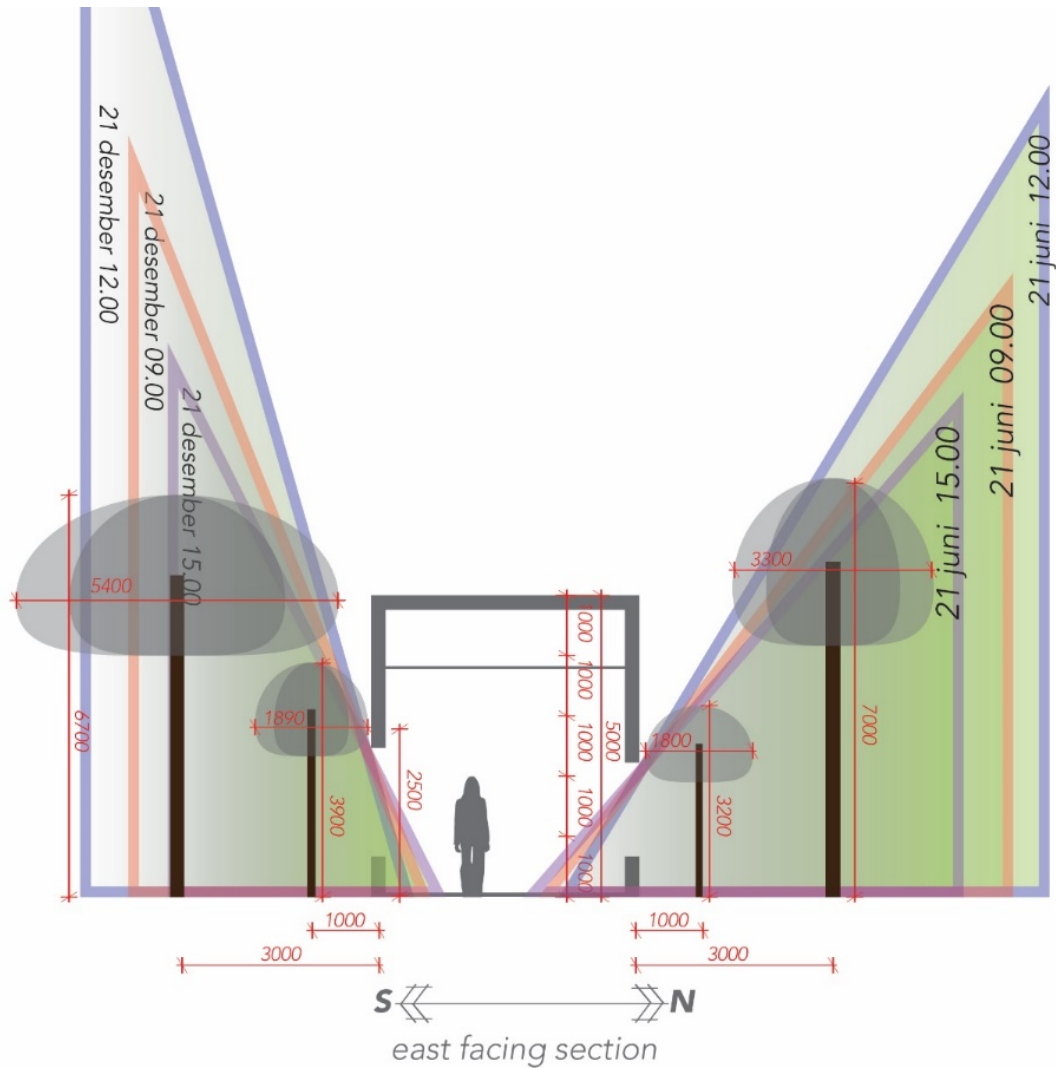 21 desember 12.00
21 desember 09.00
21 desember 15.00
21 juni 12.00
21 juni 09.00
21 juni 15.00
5400
6700
1890
3900
2500
1000
1000
1000
1000
1000
5000
3300
7000
1800
3200
1000
3000
1000
3000
S N
east facing section